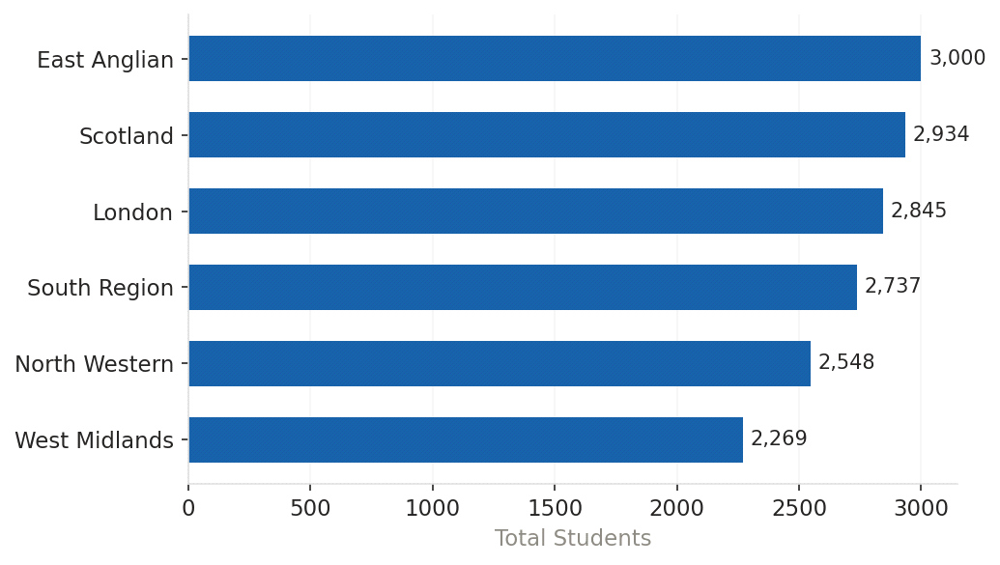 East Anglian 3,000
Scotland 2,934
London 2,845
South Region 2,737
North Western 2,548
West Midlands 2,269
0 500 1000 1500 2000 2500 3000
Total Students